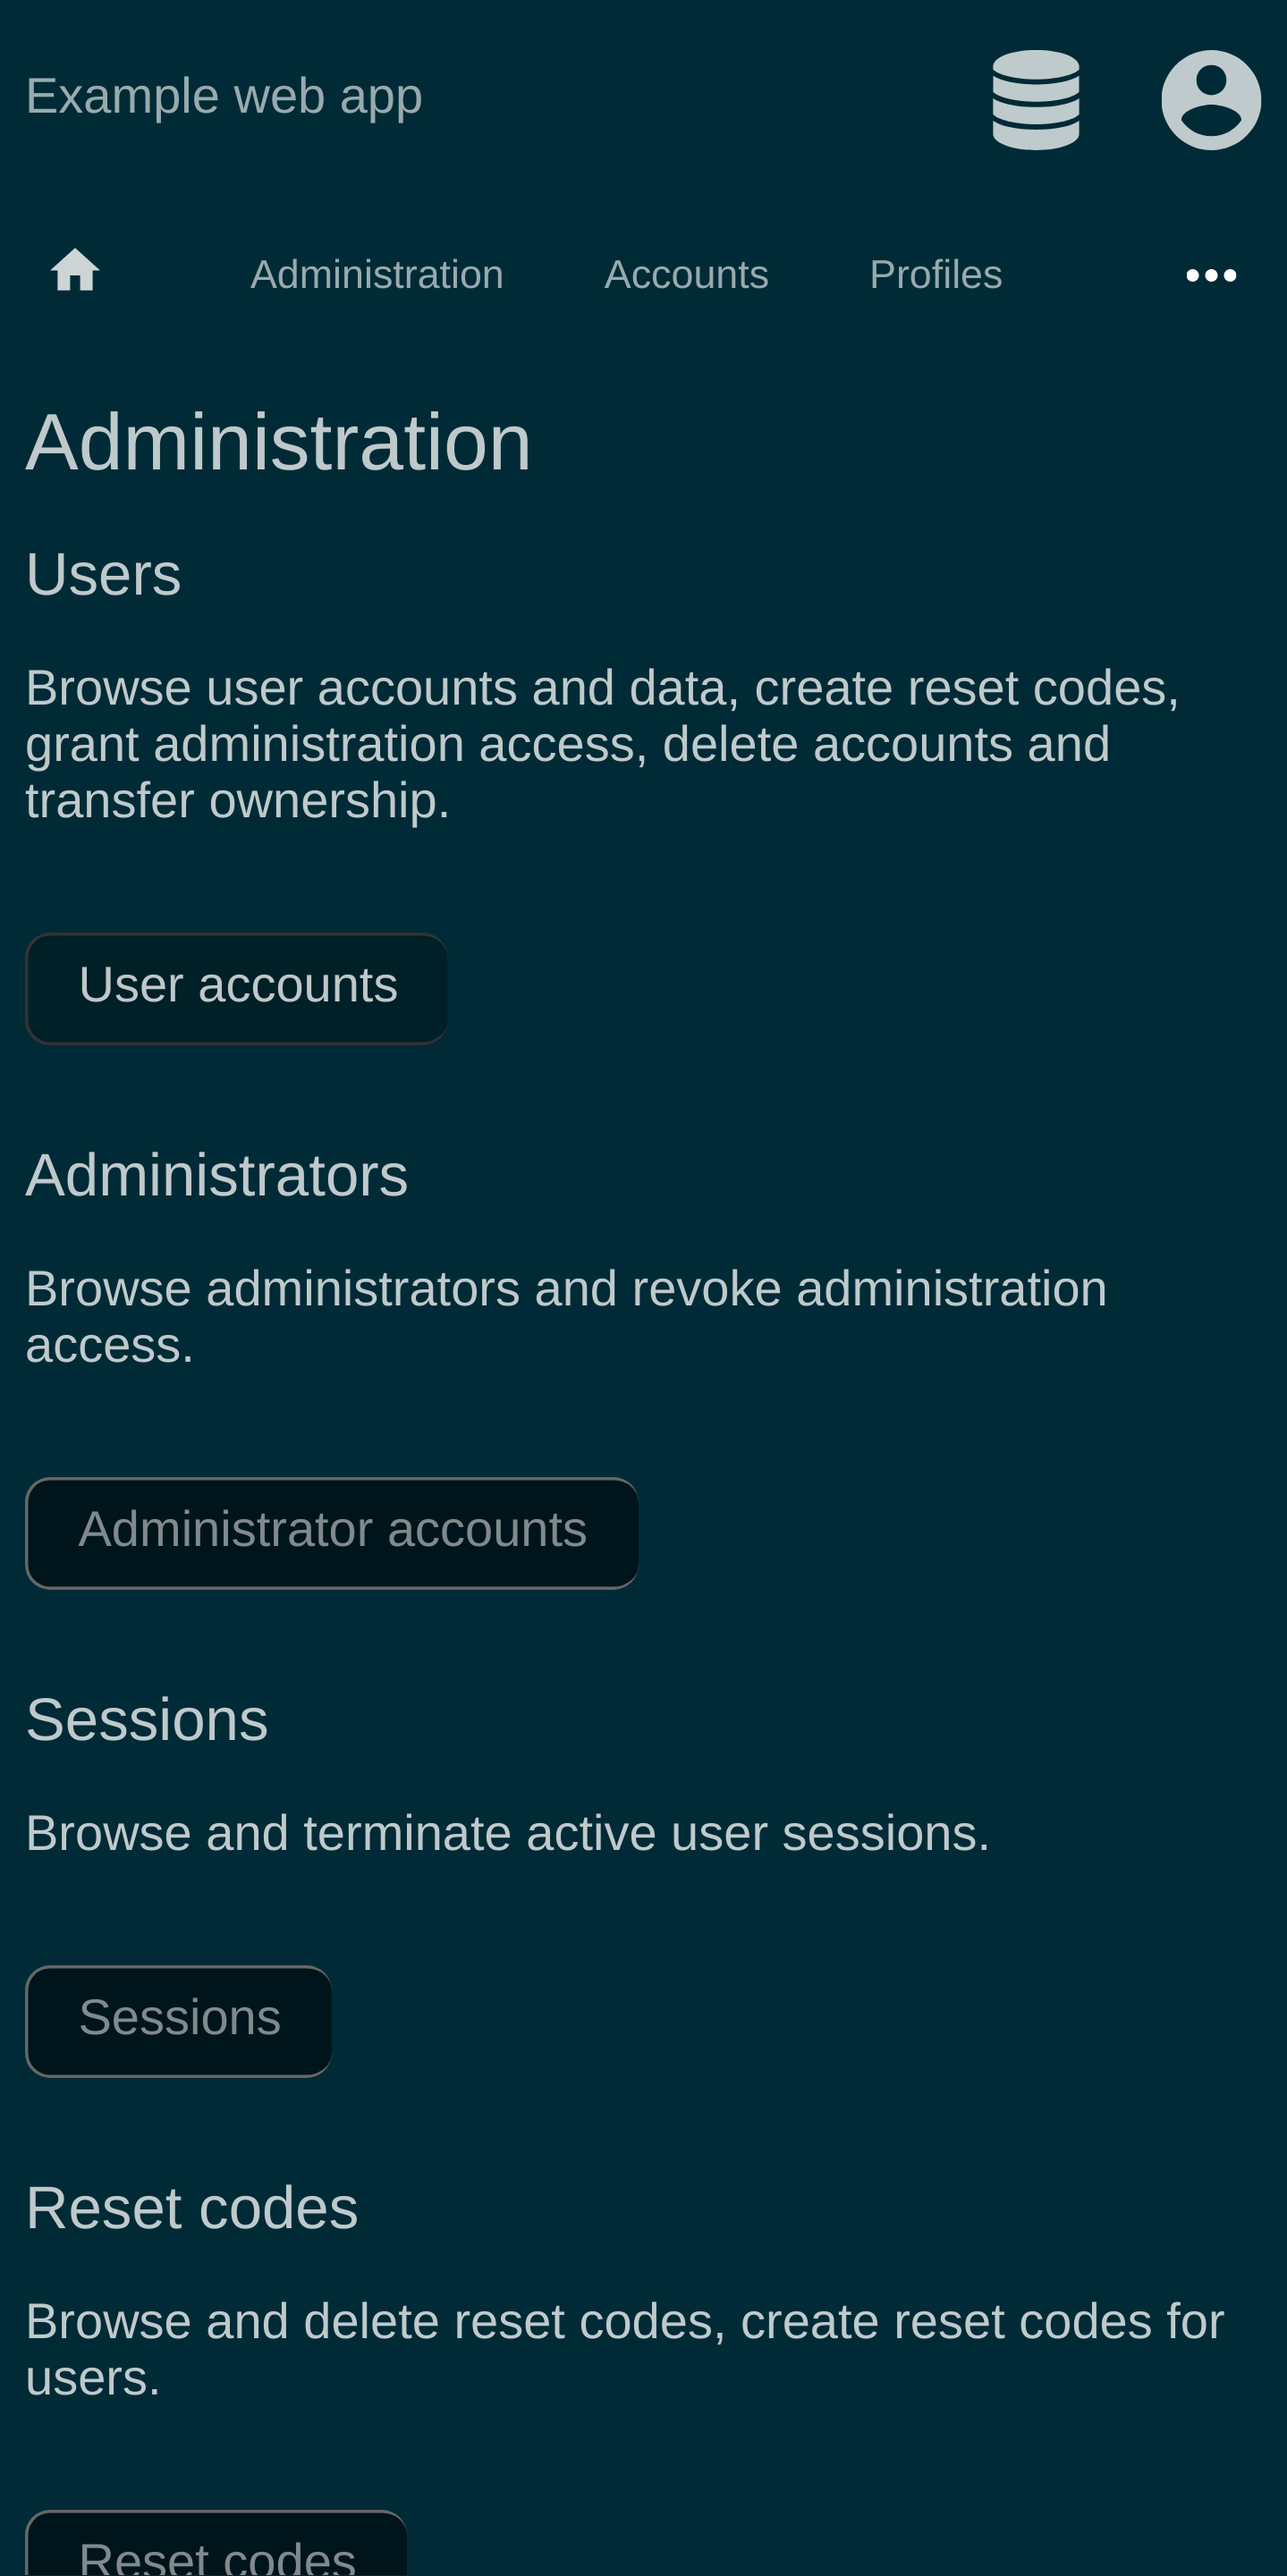 Example web app
Administration Accounts Profiles
Administration
Users
Browse user accounts and data, create reset codes,
grant administration access, delete accounts and
transfer ownership.
User accounts
Administrators
Browse administrators and revoke administration
access.
Administrator accounts
Sessions
Browse and terminate active user sessions.
Sessions
Reset codes
Browse and delete reset codes, create reset codes for
users.
Reset codes